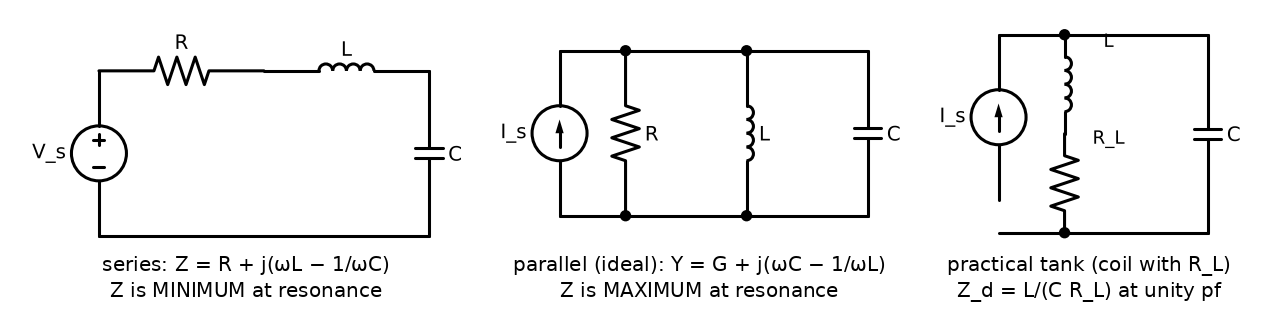 R
L
V_s
C
series: Z = R + j(ωL − 1/ωC)
Z is MINIMUM at resonance
I_s
R
L
C
parallel (ideal): Y = G + j(ωC − 1/ωL)
Z is MAXIMUM at resonance
L
I_s
R_L
C
practical tank (coil with R_L)
Z_d = L/(C R_L) at unity pf